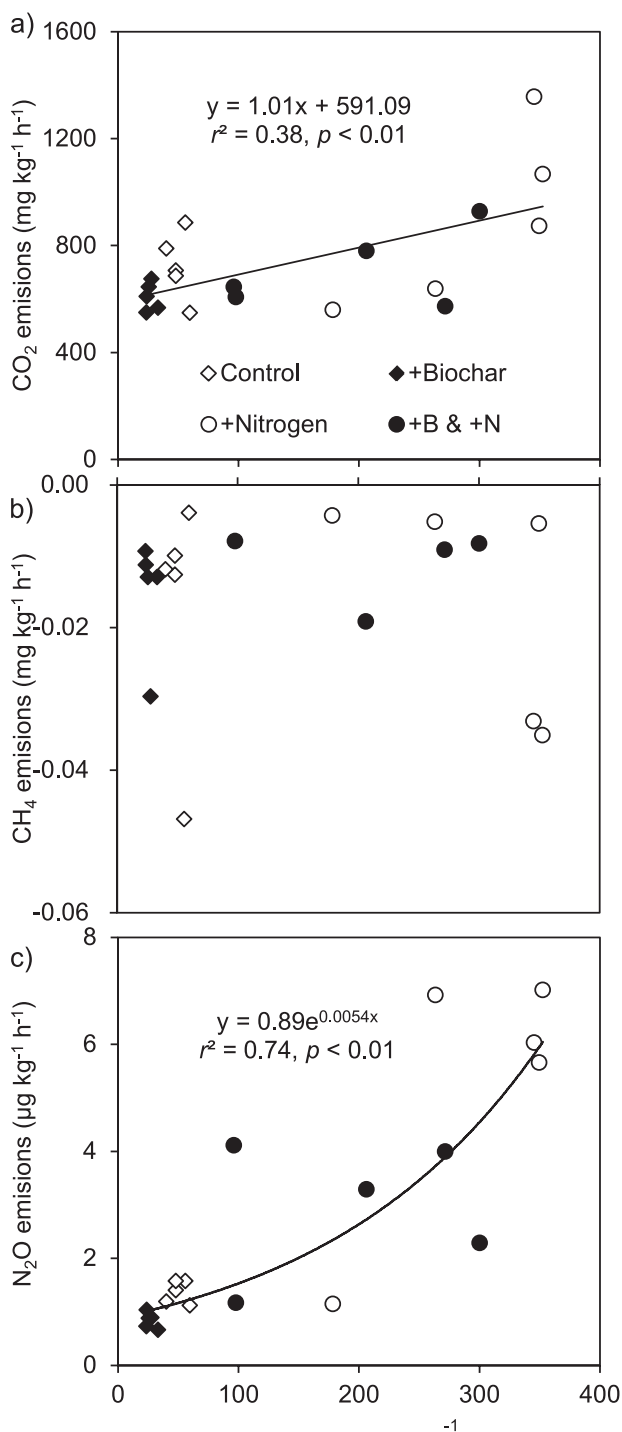 a)
1600
1200
800
400
0
CO₂ emissions (mg kg⁻¹ h⁻¹)
y = 1.01x + 591.09
r² = 0.38, p < 0.01
Control
+Biochar
+Nitrogen
+B & +N
b)
0.00
-0.02
-0.04
-0.06
CH₄ emisions (mg kg⁻¹ h⁻¹)
c)
8
6
4
2
0
N₂O emissions (µg kg⁻¹ h⁻¹)
y = 0.89e⁰·⁰⁰⁵⁴ˣ
r² = 0.74, p < 0.01
0 100 200 300 400
-1